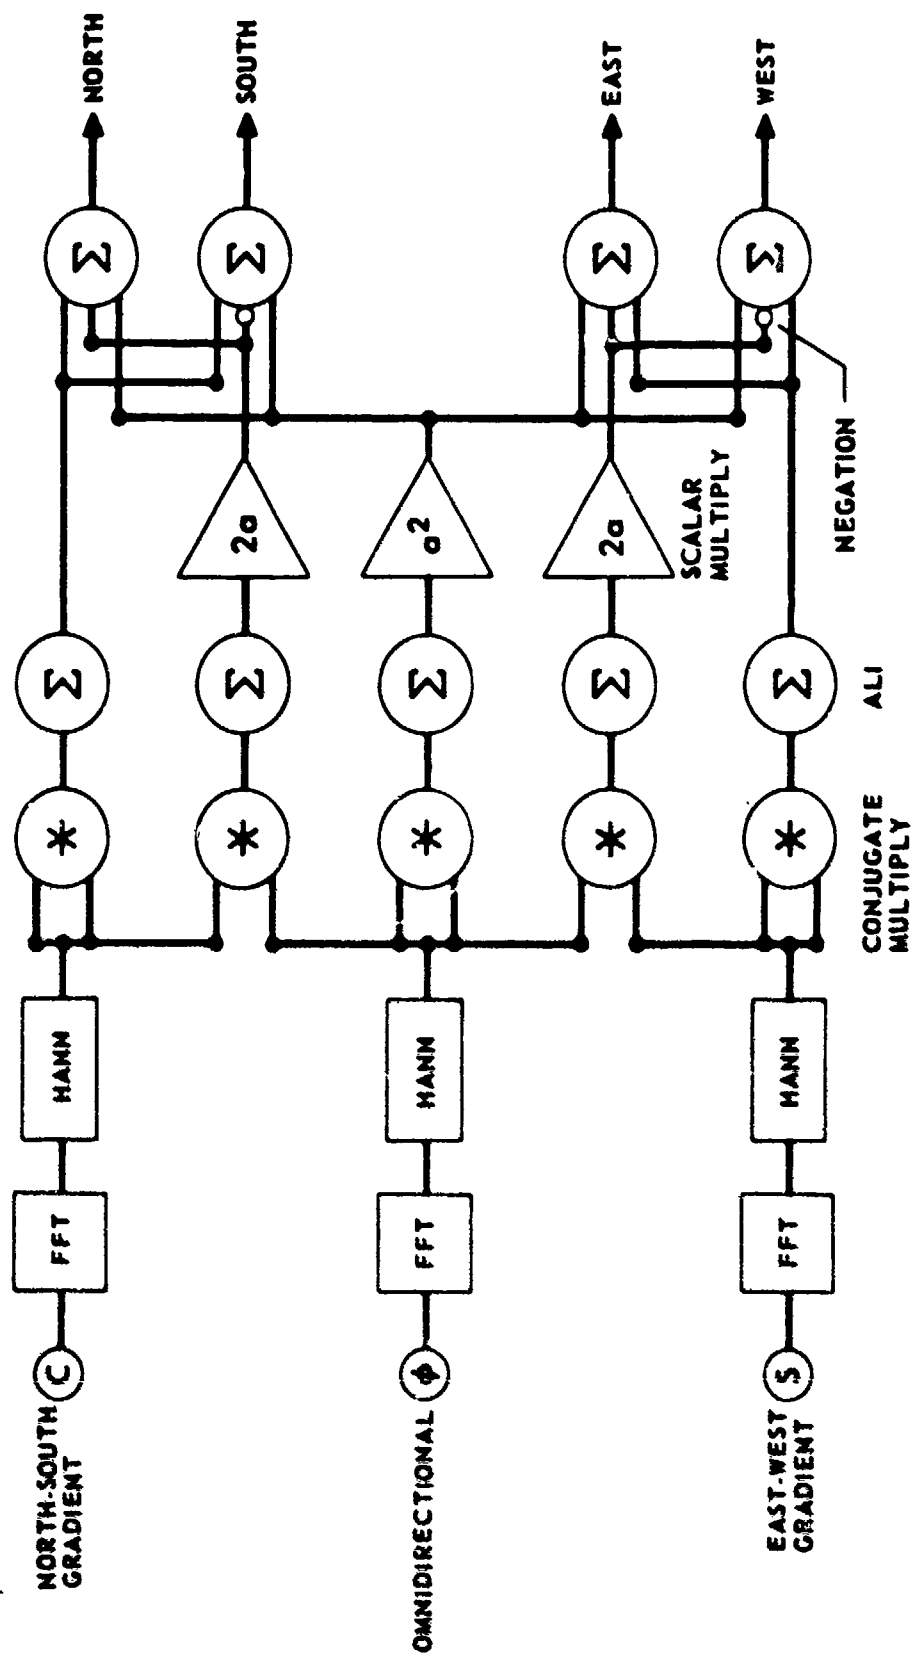 NORTH-SOUTH
GRADIENT
C
FFT
HANN
*
Σ
Σ
NORTH
*
Σ
2a
Σ
SOUTH
OMNIDIRECTIONAL
ϕ
FFT
HANN
*
Σ
a²
*
Σ
2a
Σ
EAST
SCALAR
MULTIPLY
EAST-WEST
GRADIENT
S
FFT
HANN
*
Σ
Σ
WEST
CONJUGATE
MULTIPLY
ALI
NEGATION